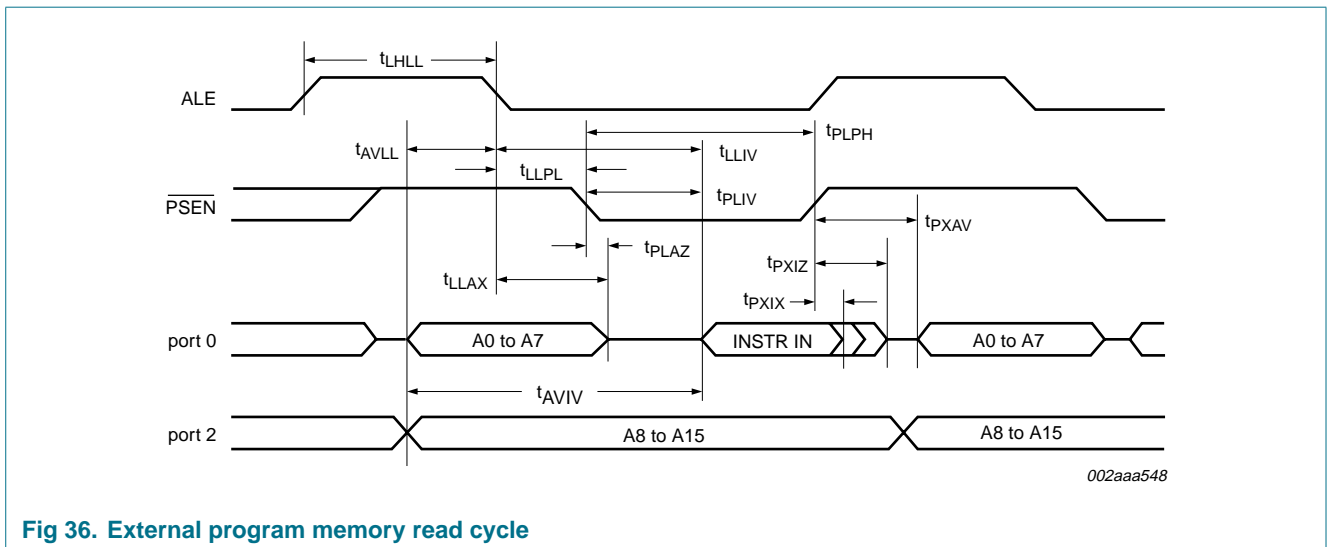 tLHLL
ALE
tPLPH
tAVLL
tLLIV
tLLPL
PSEN
tPLIV
tPXAV
tPLAZ
tPXIZ
tLLAX
tPXIX
port 0
A0 to A7
INSTR IN
A0 to A7
tAVIV
port 2
A8 to A15
A8 to A15
002aaa548
Fig 36. External program memory read cycle